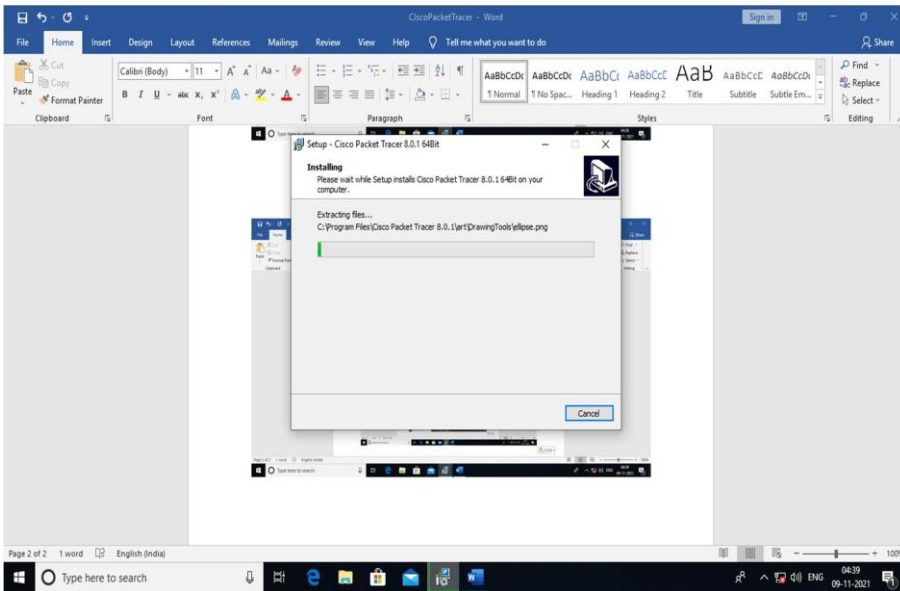 CiscoPacketTracer - Word
Sign in
File Home Insert Design Layout References Mailings Review View Help Tell me what you want to do
Share
Paste
Cut
Copy
Format Painter
Clipboard
Calibri (Body) 11
Font
Paragraph
AaBbCcDc AaBbCcDc AaBbCc AaBbCcC AaB AaBbCcC AaBbCcDc
¶ Normal ¶ No Spac... Heading 1 Heading 2 Title Subtitle Subtle Em...
Styles
Find
Replace
Select
Editing
Setup - Cisco Packet Tracer 8.0.1 64Bit
Installing
Please wait while Setup installs Cisco Packet Tracer 8.0.1 64Bit on your
computer.
Extracting files...
C:\Program Files\Cisco Packet Tracer 8.0.1\art\DrawingTools\ellipse.png
Cancel
Page 2 of 2 1 word English (India)
100%
Type here to search
ENG
04:39
09-11-2021